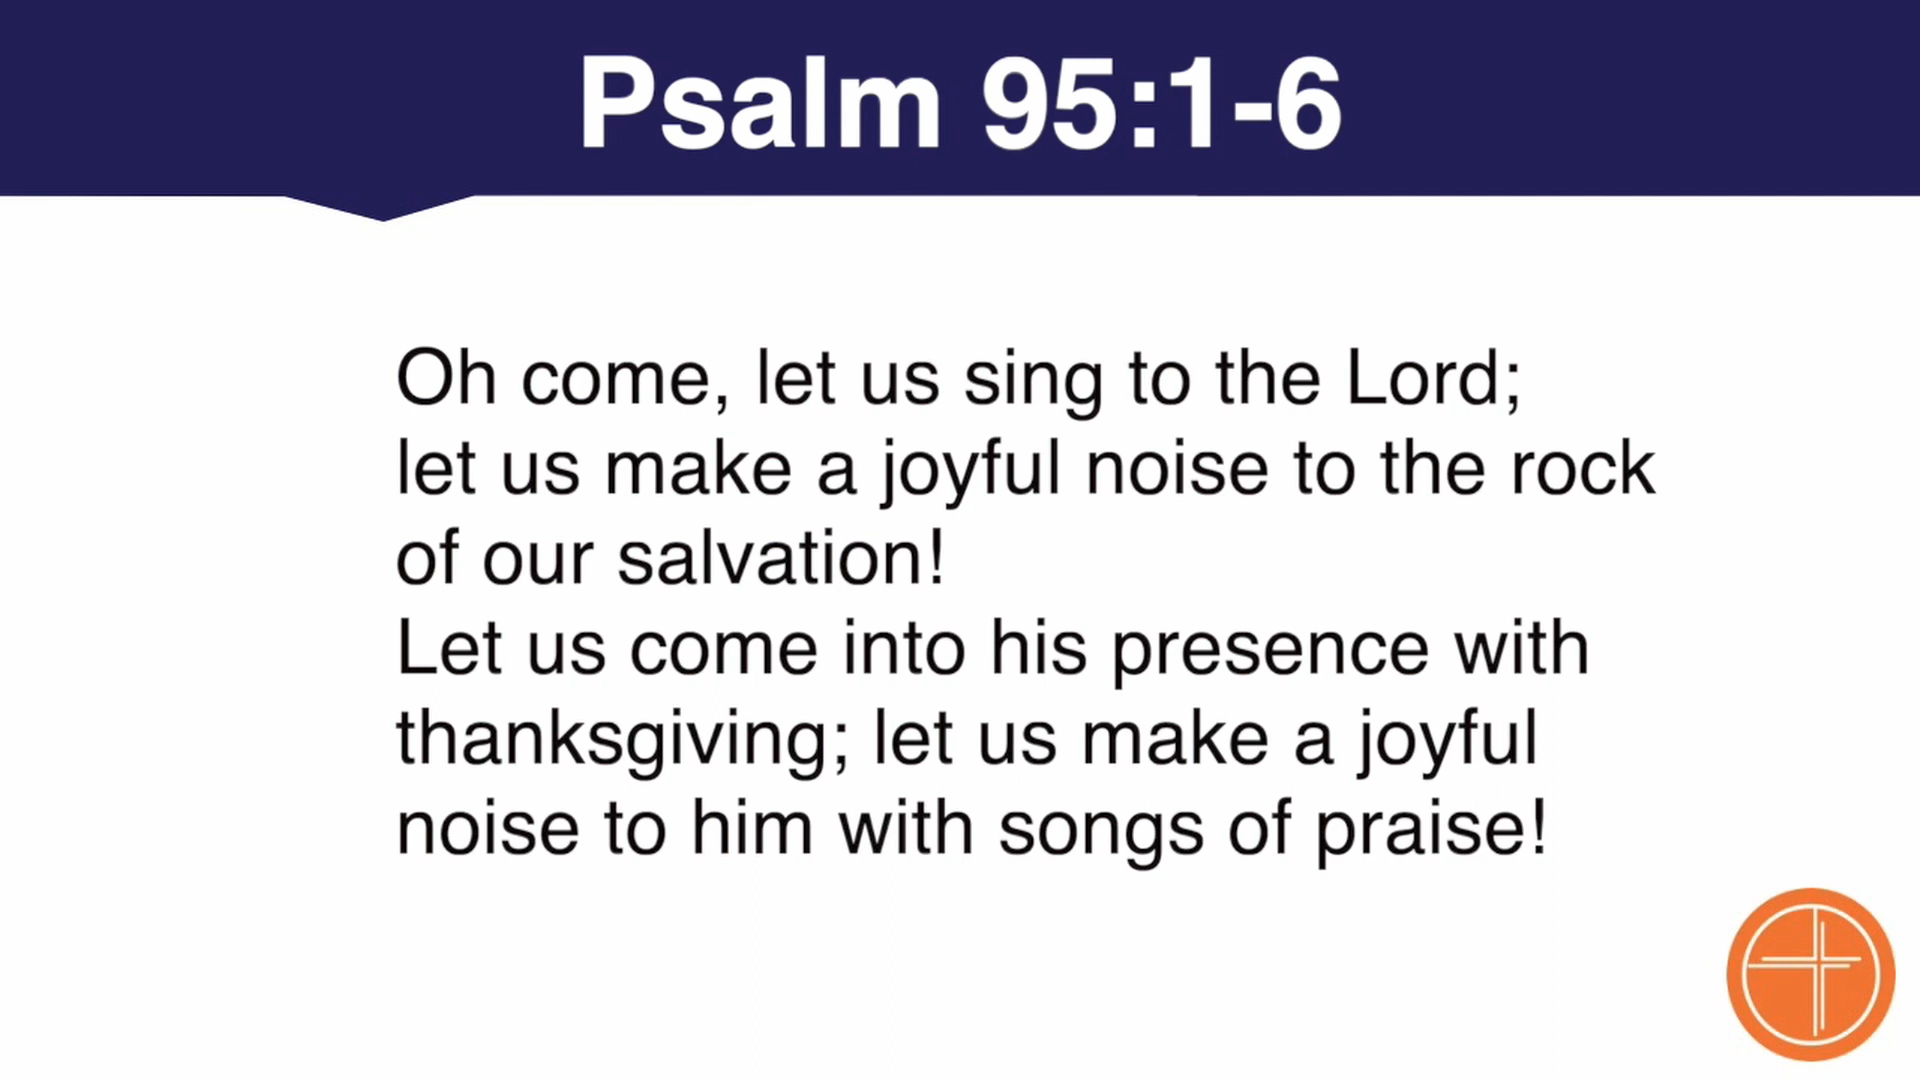 Psalm 95:1-6
Oh come, let us sing to the Lord;
let us make a joyful noise to the rock
of our salvation!
Let us come into his presence with
thanksgiving; let us make a joyful
noise to him with songs of praise!